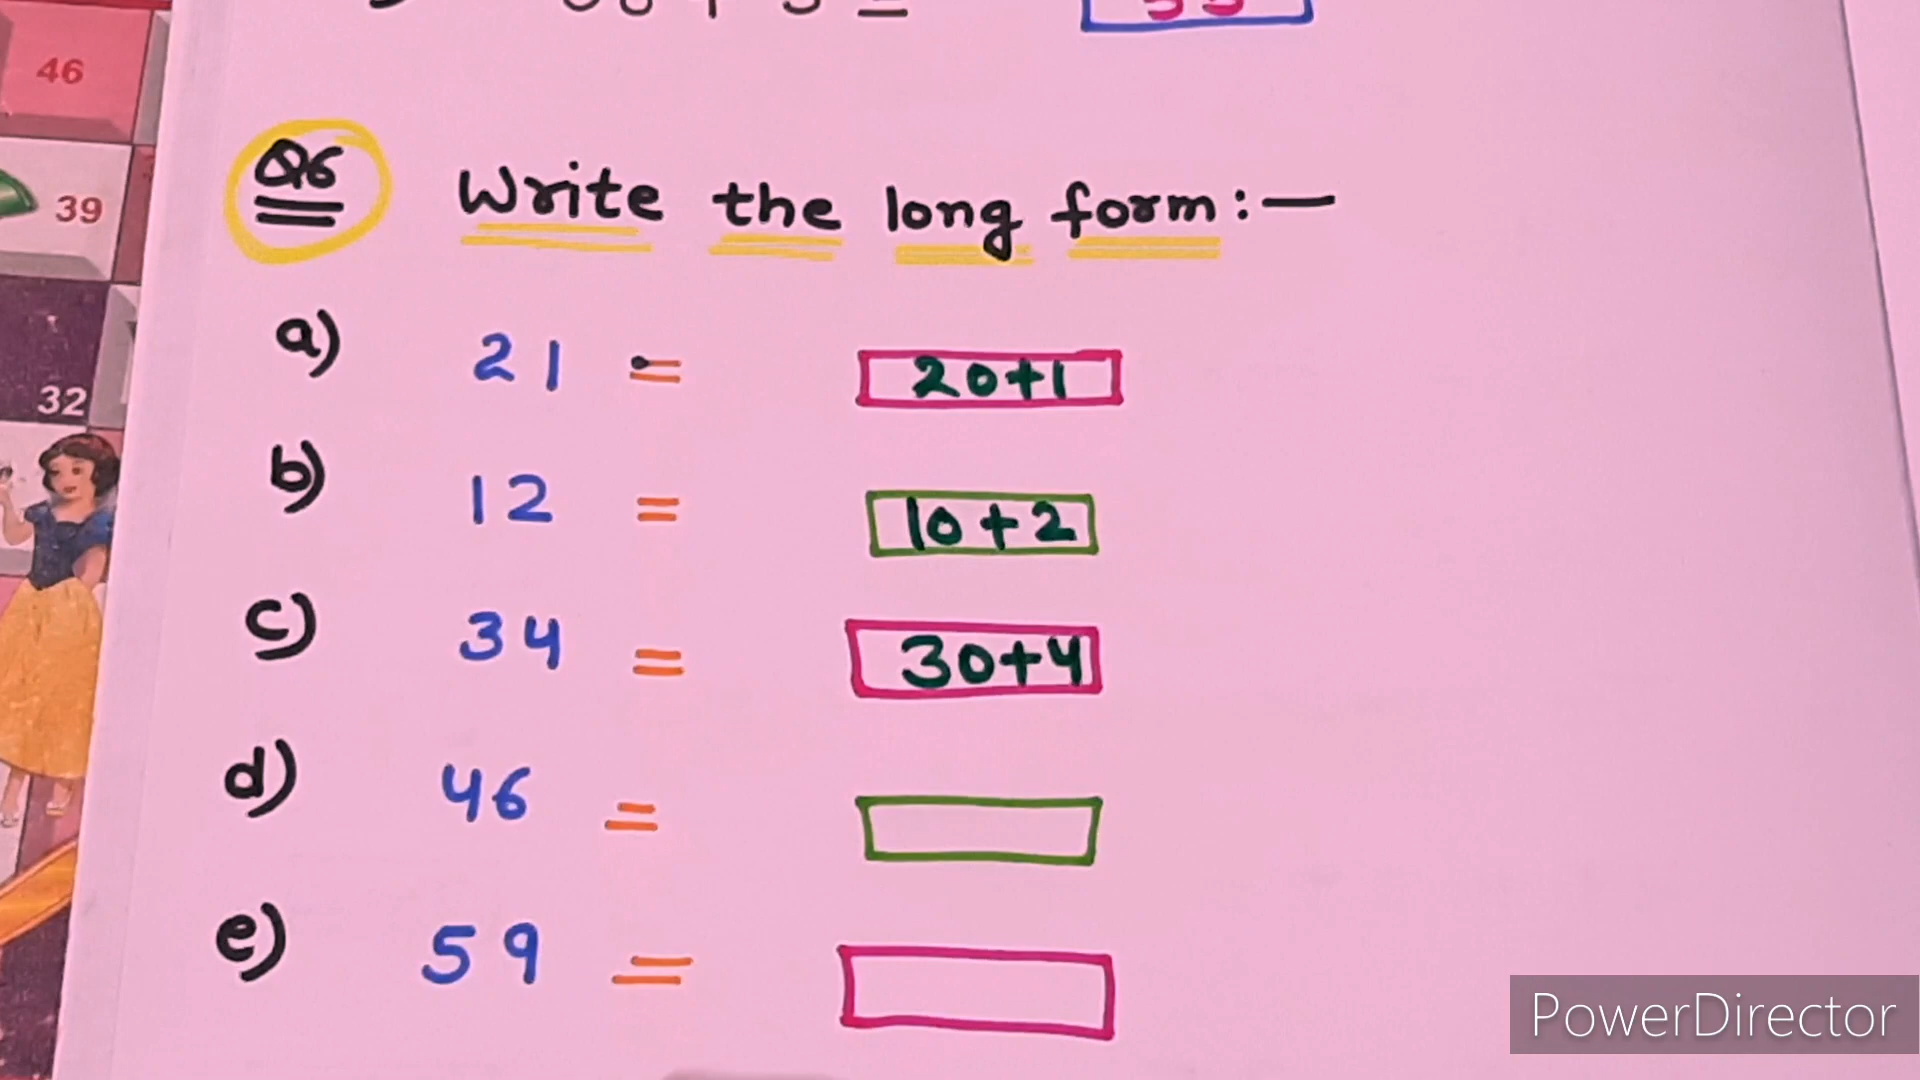 46
39
32
Q6 Write the long form:—
a) 21 = 20+1
b) 12 = 10+2
c) 34 = 30+4
d) 46 =
e) 59 =
PowerDirector